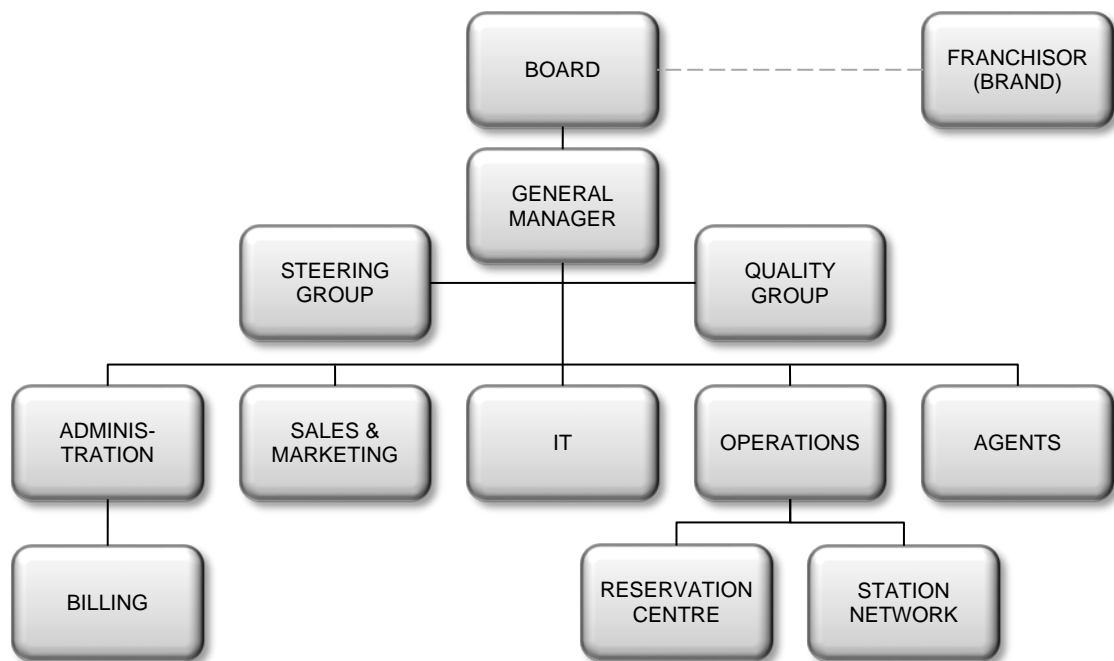 BOARD
FRANCHISOR
(BRAND)
GENERAL
MANAGER
STEERING
GROUP
QUALITY
GROUP
ADMINIS-
TRATION
SALES &
MARKETING
IT
OPERATIONS
AGENTS
BILLING
RESERVATION
CENTRE
STATION
NETWORK